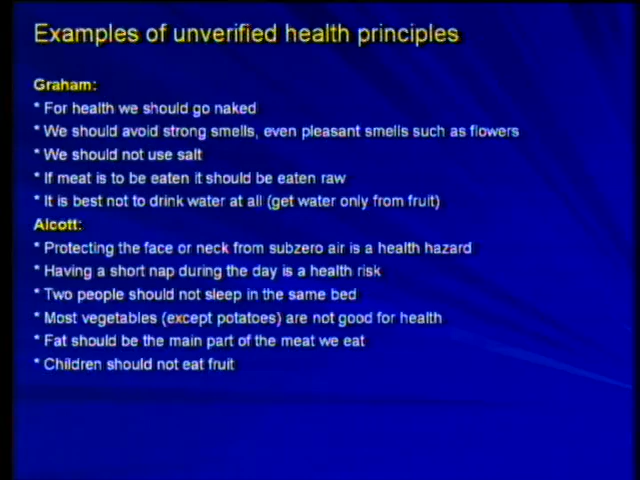 Examples of unverified health principles
Graham:
* For health we should go naked
* We should avoid strong smells, even pleasant smells such as flowers
* We should not use salt
* If meat is to be eaten it should be eaten raw
* It is best not to drink water at all (get water only from fruit)
Alcott:
* Protecting the face or neck from subzero air is a health hazard
* Having a short nap during the day is a health risk
* Two people should not sleep in the same bed
* Most vegetables (except potatoes) are not good for health
* Fat should be the main part of the meat we eat
* Children should not eat fruit